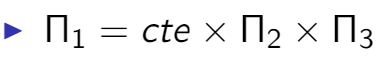 ▶ Π₁ = cte × Π₂ × Π₃